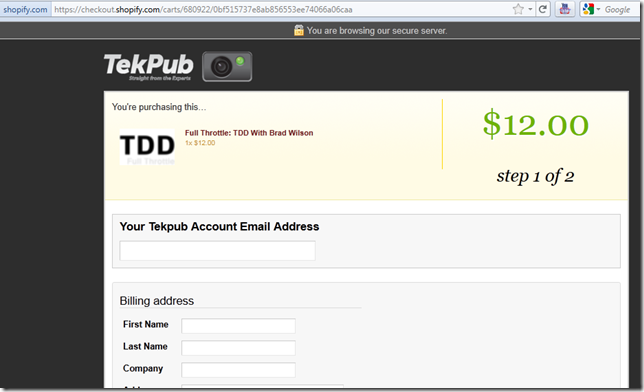 shopify.com https://checkout.shopify.com/carts/680922/0bf515737e8ab856553ee74066a06caa Google
You are browsing our secure server.
TekPub
Straight from the Experts
You're purchasing this...
$12.00
TDD
Full Throttle
Full Throttle: TDD With Brad Wilson
1x $12.00
step 1 of 2
Your Tekpub Account Email Address
Billing address
First Name
Last Name
Company